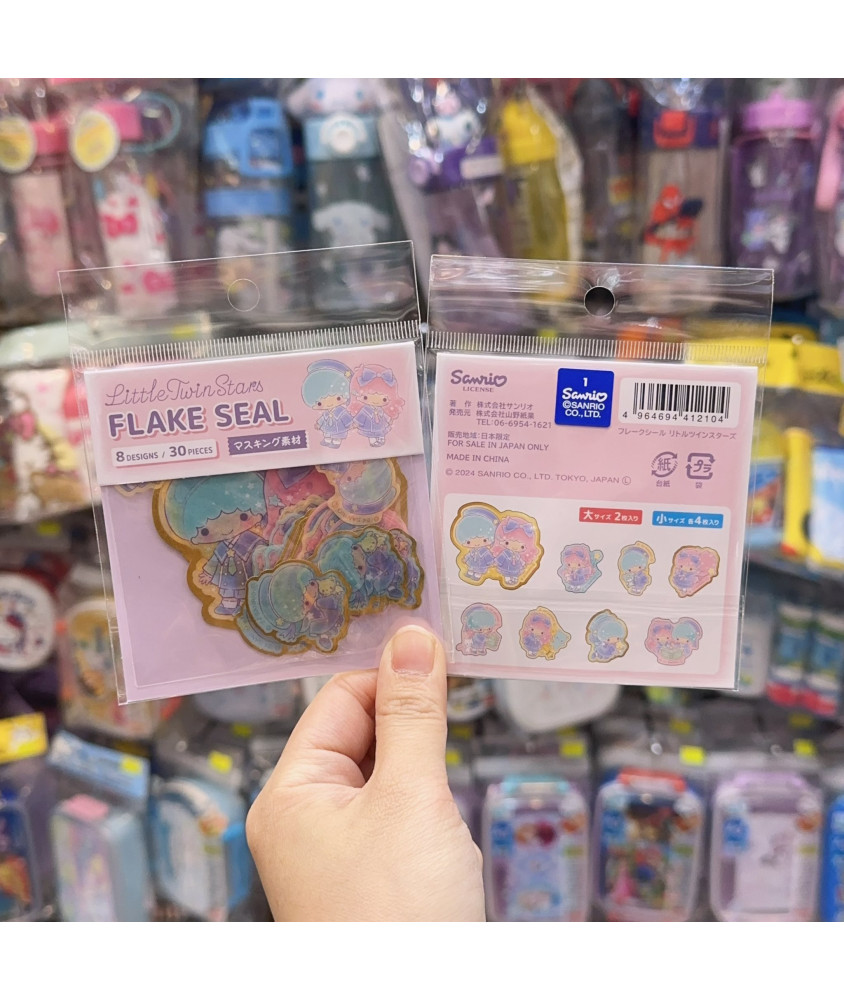 LittleTwinStars
FLAKE SEAL
8 DESIGNS / 30 PIECES
マスキング素材
Sanrio
LICENSE
著 作 株式会社サンリオ
発売元 株式会社山野紙業
TEL:06-6954-1621
販売地域:日本限定
FOR SALE IN JAPAN ONLY
MADE IN CHINA
© 2024 SANRIO CO., LTD. TOKYO, JAPAN Ⓛ
1
Sanrio
©SANRIO
CO., LTD.
4 964694 412104
フレークシール リトルツインスターズ
紙
台紙
プラ
袋
大サイズ 2枚入り
小サイズ 各4枚入り